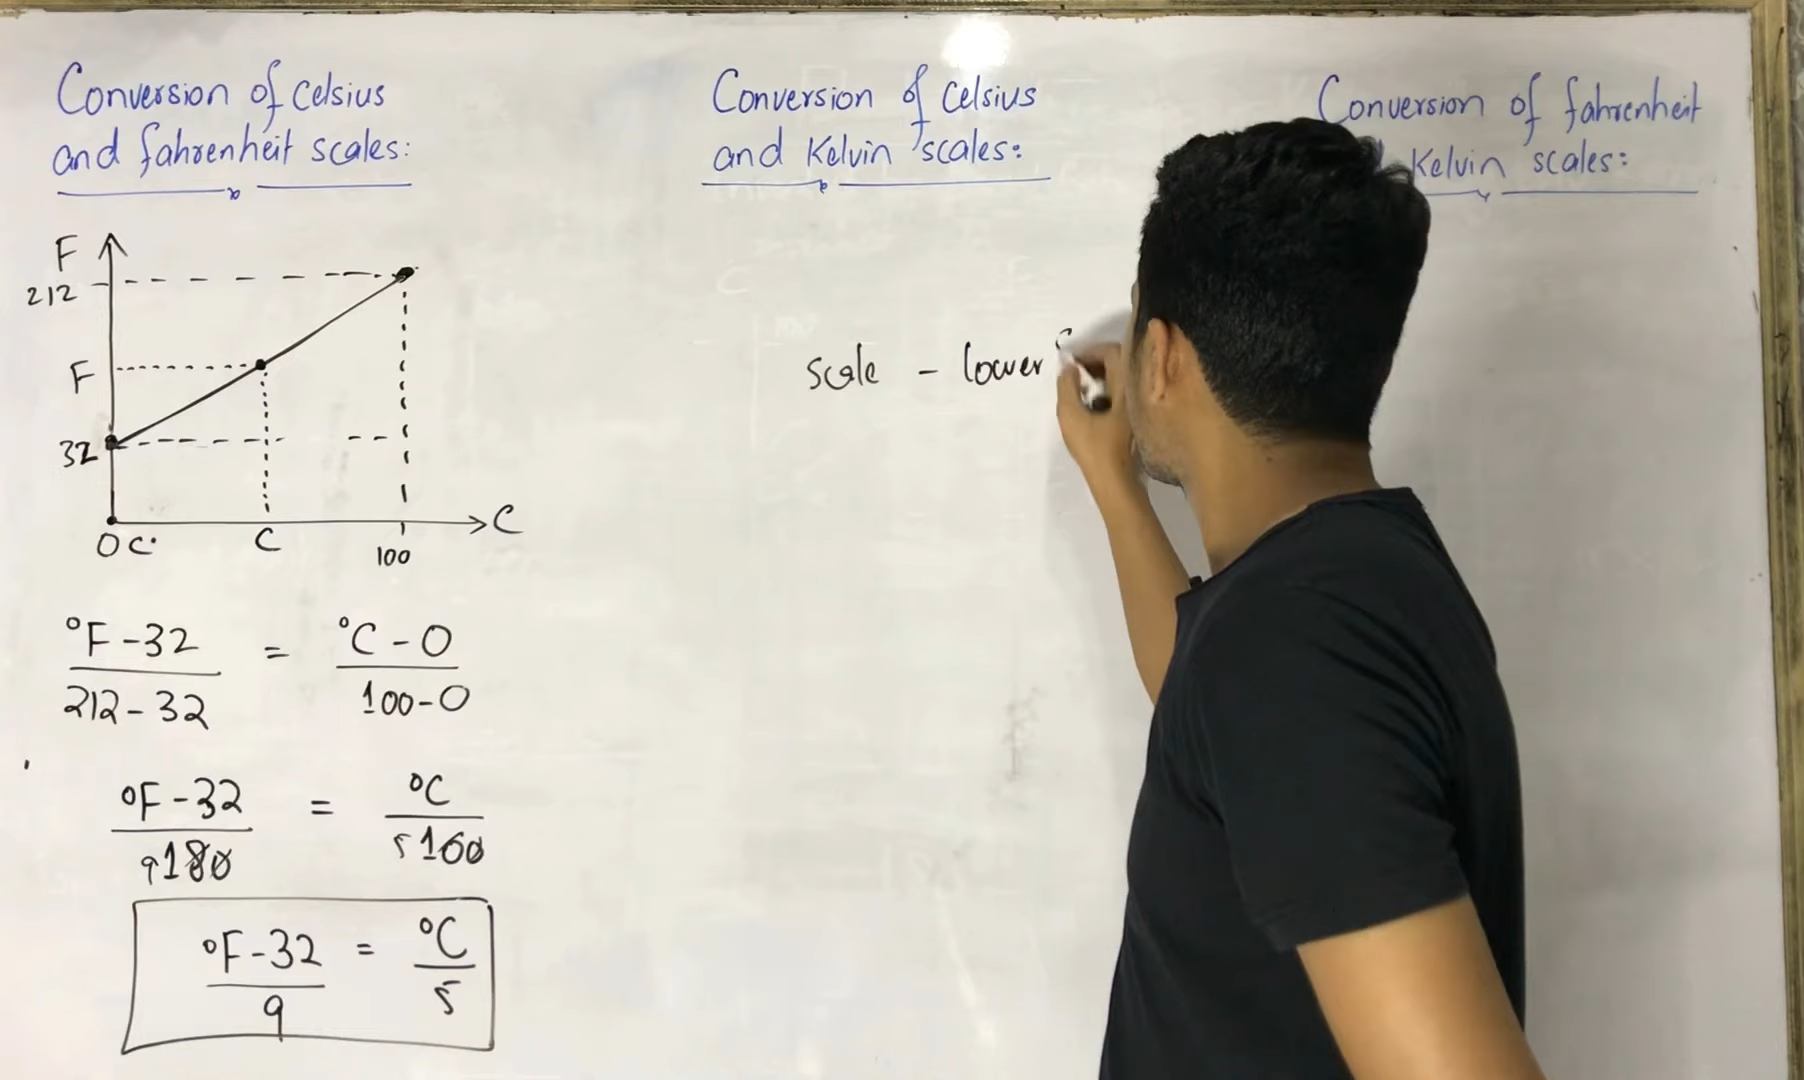 Conversion of Celsius
and fahrenheit scales:
F
212
F
32
0 C°
C
100
C
°F - 32 = °C - 0
212 - 32 100 - 0
°F - 32 = °C
9 180 5 100
°F - 32 = °C
9 5
Conversion of Celsius
and Kelvin scales:
scale - lower
Conversion of fahrenheit
Kelvin scales: